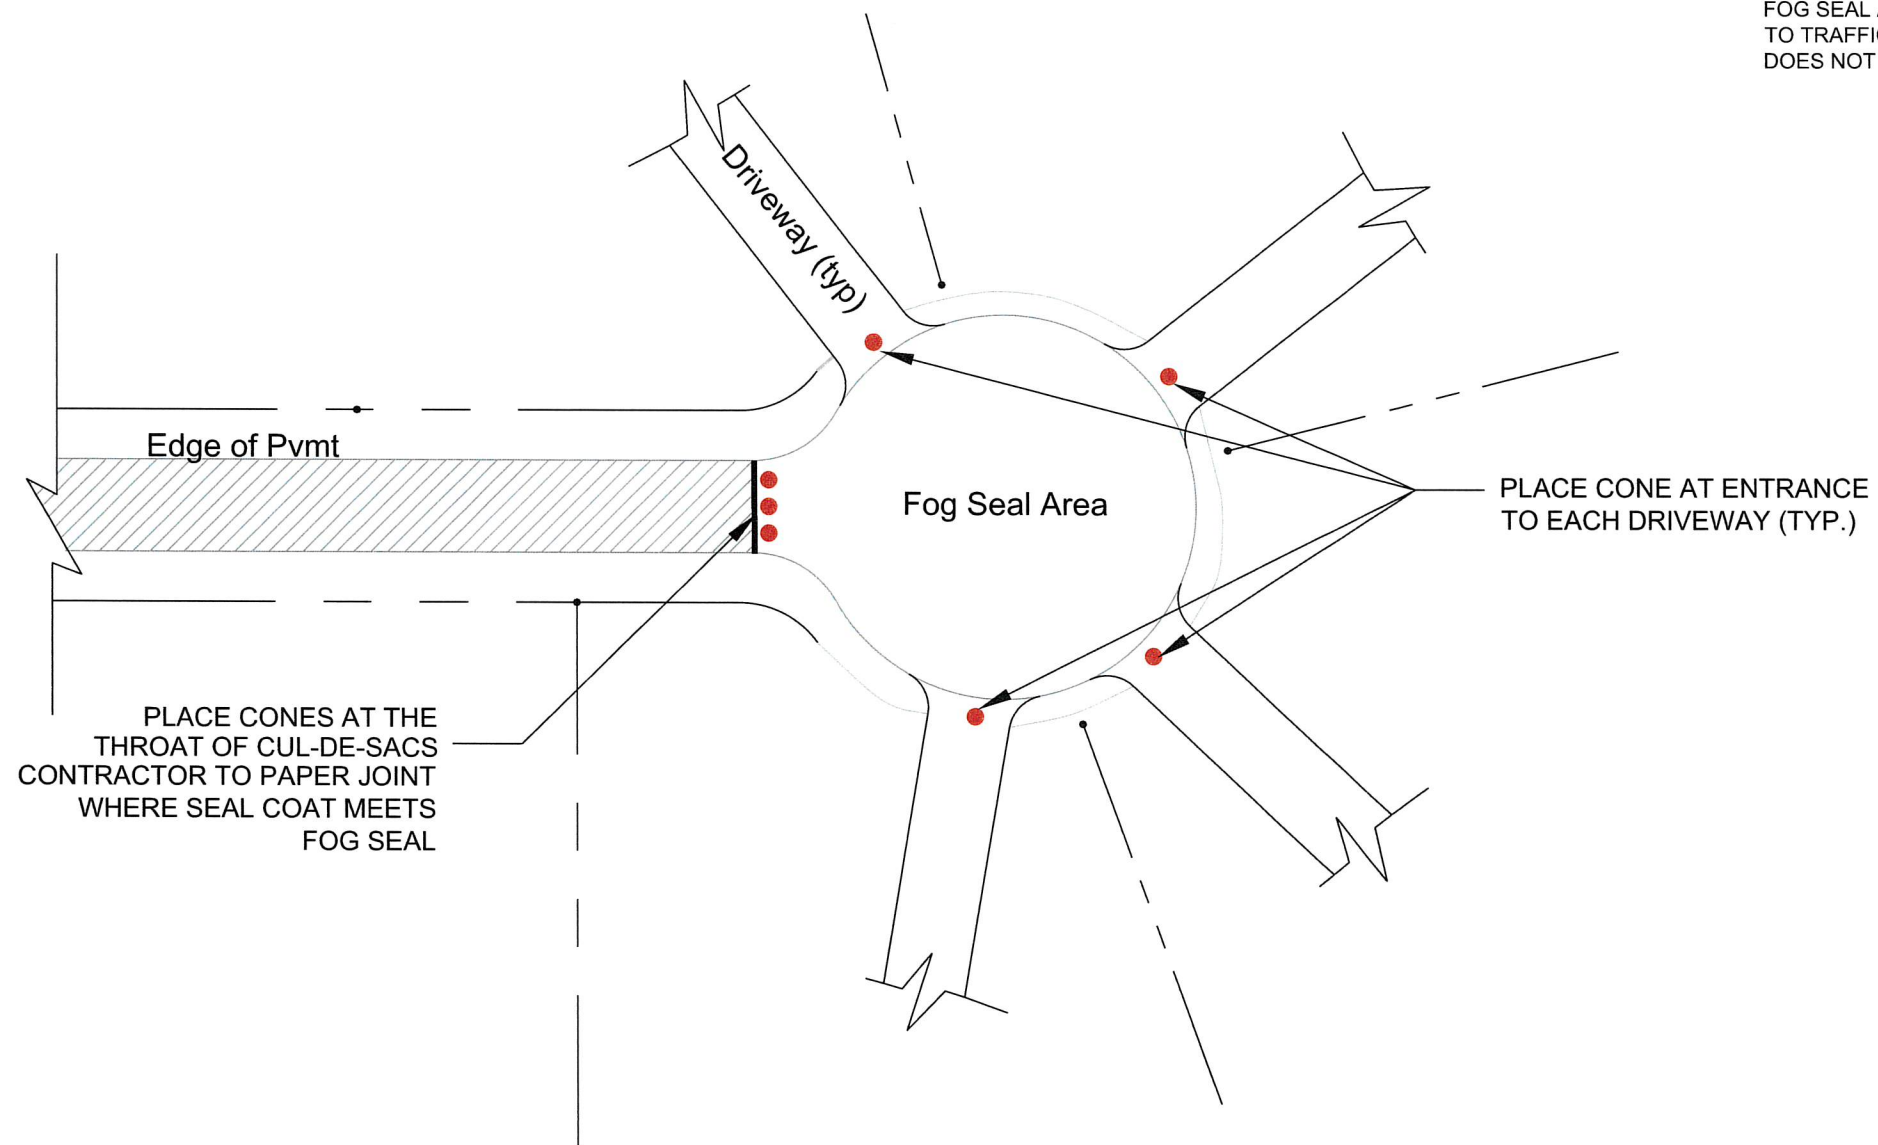 FOG SEAL
TO TRAFFIC
DOES NOT
Driveway (typ)
Edge of Pvmt
Fog Seal Area
PLACE CONE AT ENTRANCE
TO EACH DRIVEWAY (TYP.)
PLACE CONES AT THE
THROAT OF CUL-DE-SACS
CONTRACTOR TO PAPER JOINT
WHERE SEAL COAT MEETS
FOG SEAL